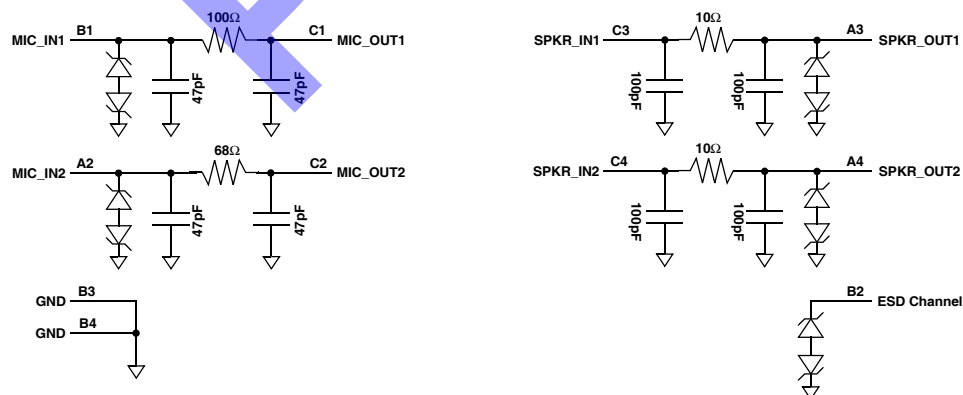 100Ω
MIC_IN1 B1 C1 MIC_OUT1
47pF 47pF
68Ω
MIC_IN2 A2 C2 MIC_OUT2
47pF 47pF
GND B3
GND B4
10Ω
SPKR_IN1 C3 A3 SPKR_OUT1
100pF 100pF
10Ω
SPKR_IN2 C4 A4 SPKR_OUT2
100pF 100pF
B2 ESD Channel